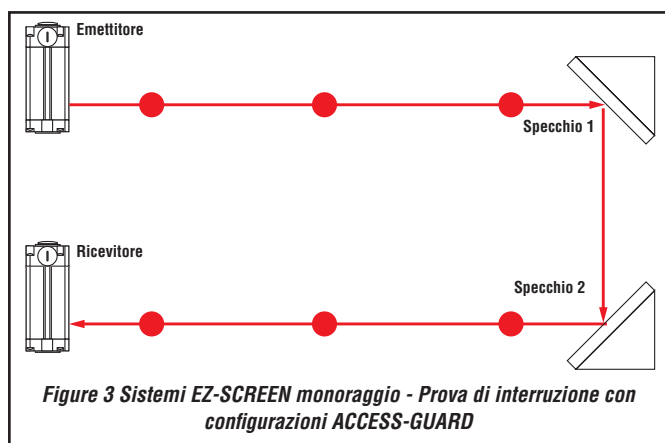 Emettitore
Specchio 1
Ricevitore
Specchio 2
Figure 3 Sistemi EZ-SCREEN monoraggio - Prova di interruzione con
configurazioni ACCESS-GUARD